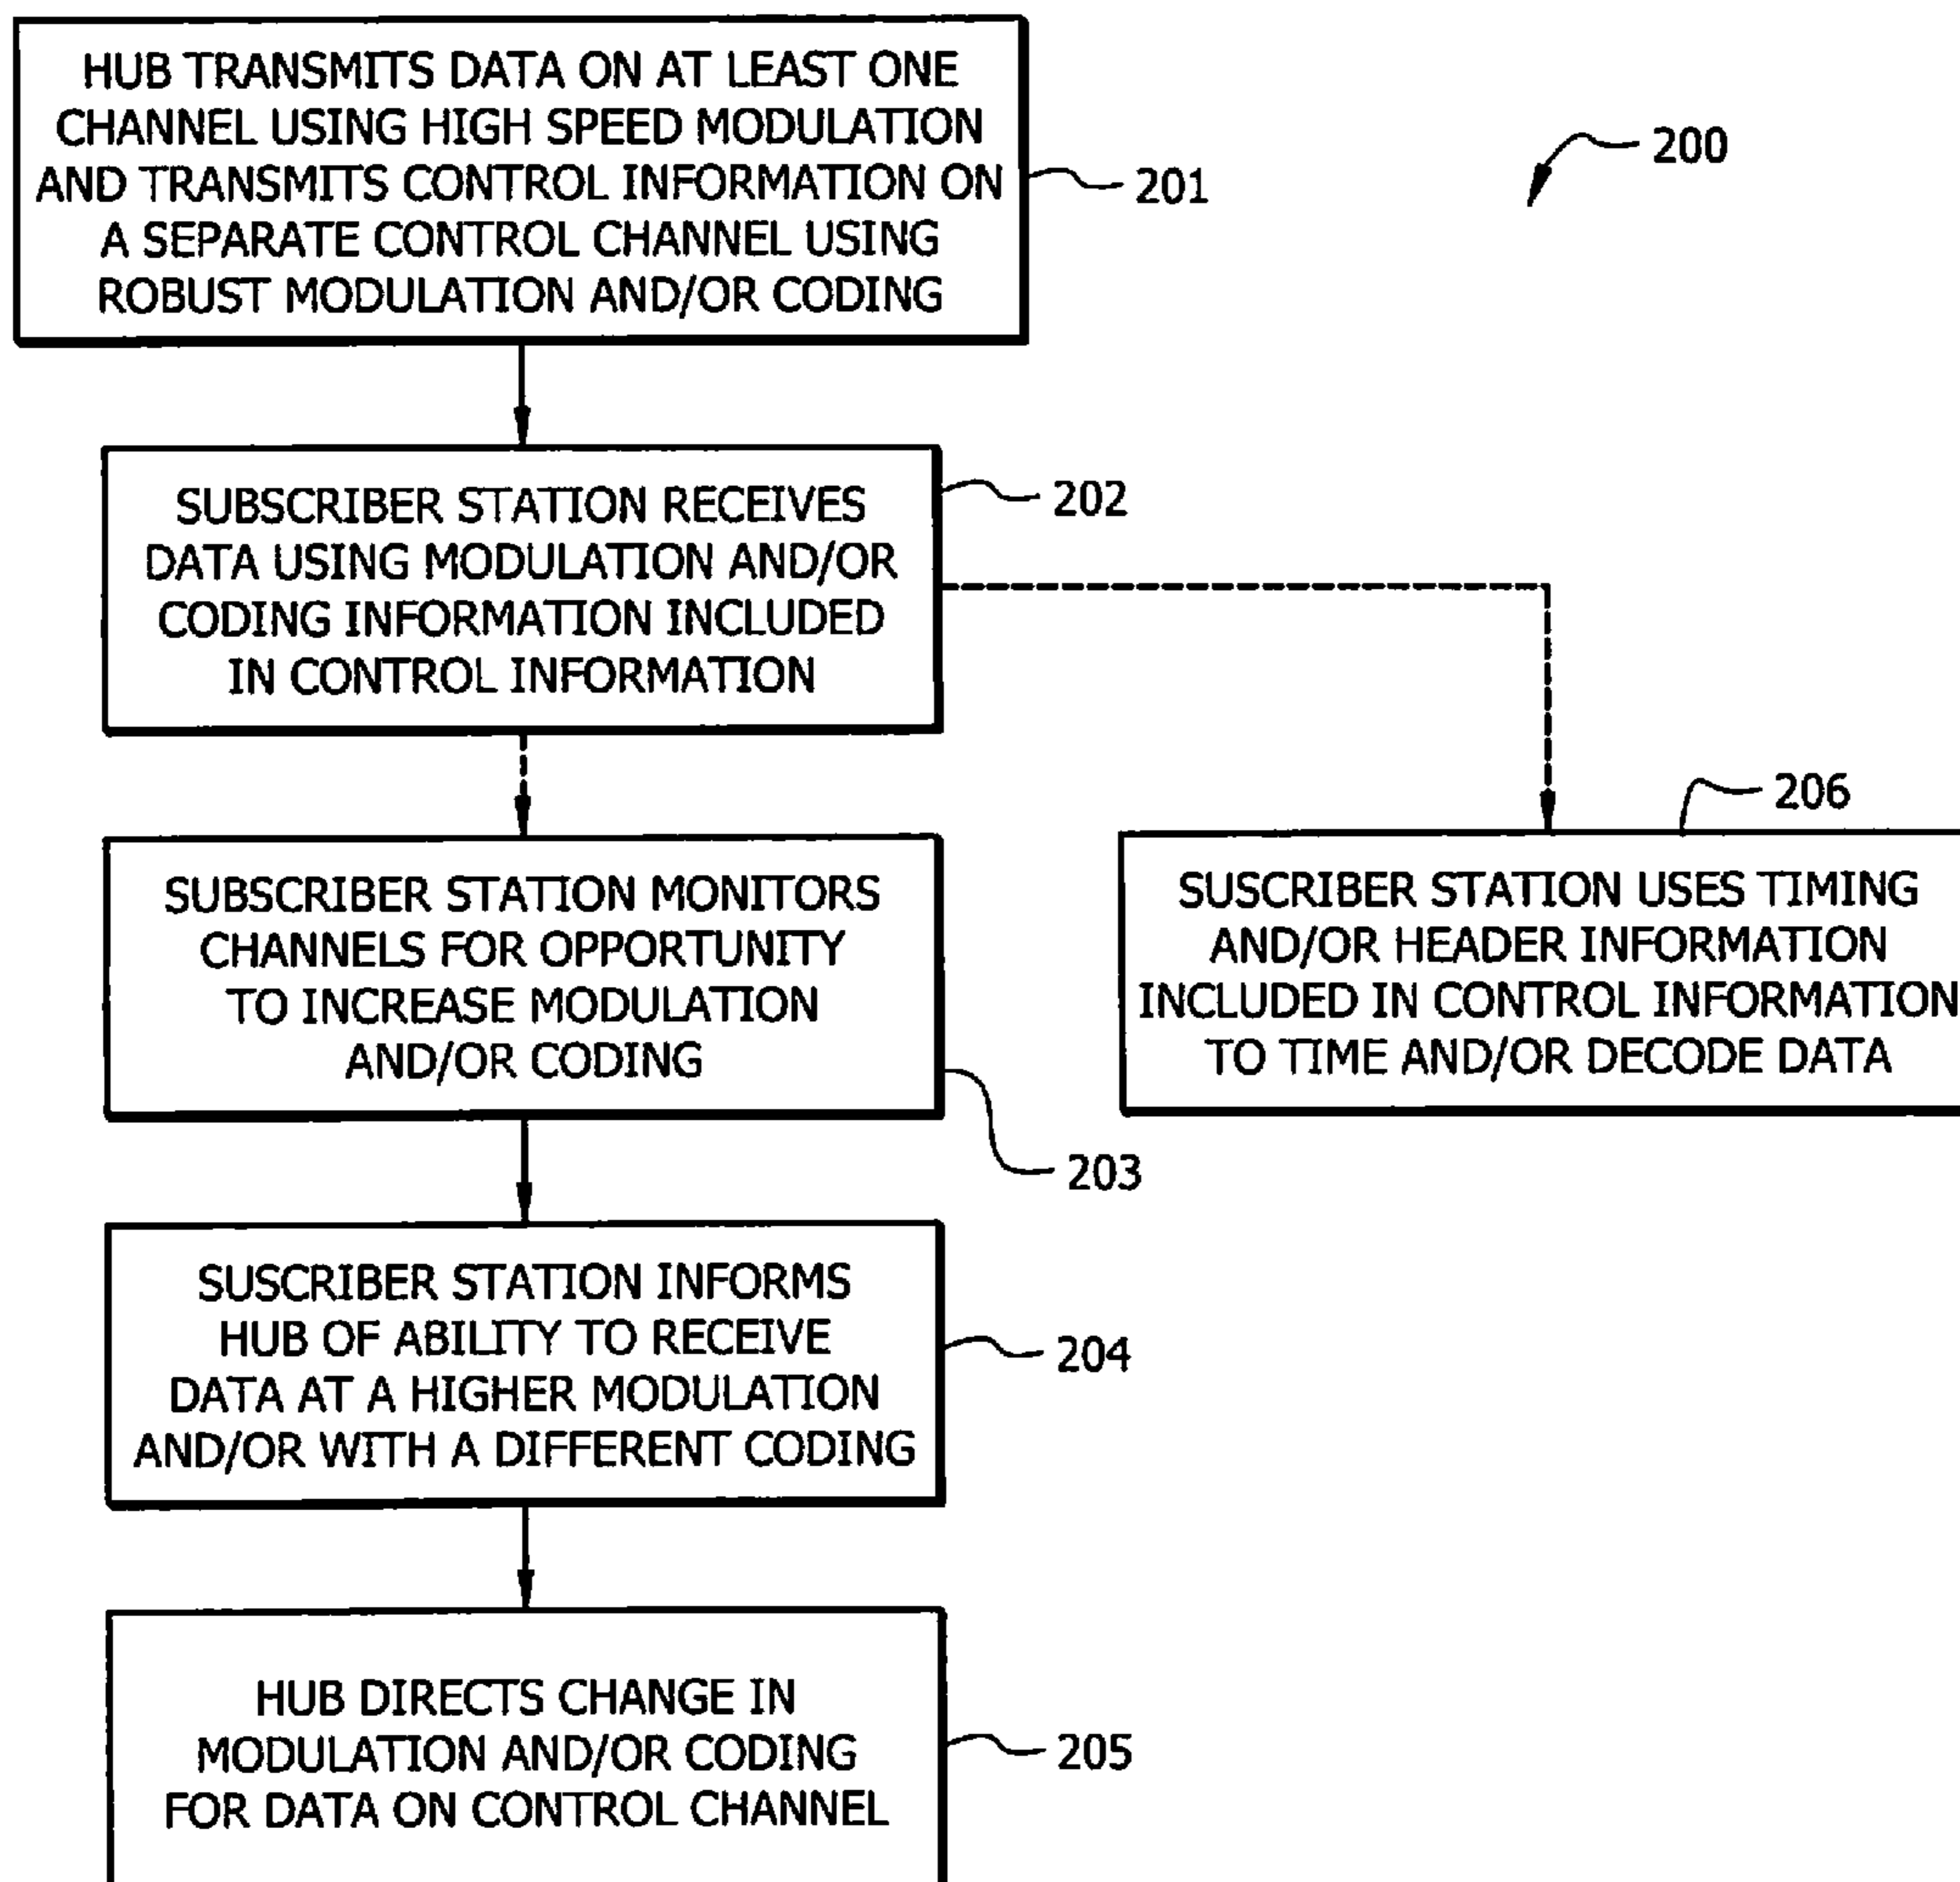 HUB TRANSMITS DATA ON AT LEAST ONE
CHANNEL USING HIGH SPEED MODULATION
AND TRANSMITS CONTROL INFORMATION ON
A SEPARATE CONTROL CHANNEL USING
ROBUST MODULATION AND/OR CODING
201
200
SUBSCRIBER STATION RECEIVES
DATA USING MODULATION AND/OR
CODING INFORMATION INCLUDED
IN CONTROL INFORMATION
202
SUBSCRIBER STATION MONITORS
CHANNELS FOR OPPORTUNITY
TO INCREASE MODULATION
AND/OR CODING
203
206
SUSCRIBER STATION USES TIMING
AND/OR HEADER INFORMATION
INCLUDED IN CONTROL INFORMATION
TO TIME AND/OR DECODE DATA
SUSCRIBER STATION INFORMS
HUB OF ABILITY TO RECEIVE
DATA AT A HIGHER MODULATION
AND/OR WITH A DIFFERENT CODING
204
HUB DIRECTS CHANGE IN
MODULATION AND/OR CODING
FOR DATA ON CONTROL CHANNEL
205